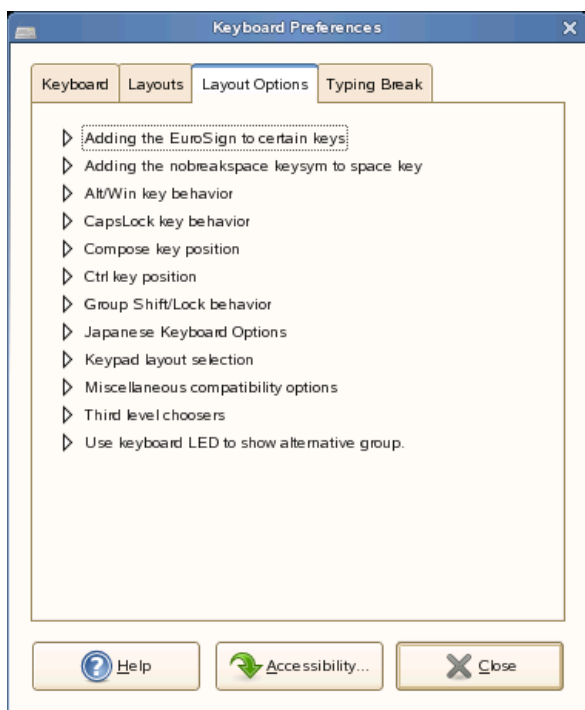 Keyboard Preferences
Keyboard Layouts Layout Options Typing Break
Adding the EuroSign to certain keys
Adding the nobreakspace keysym to space key
Alt/Win key behavior
CapsLock key behavior
Compose key position
Ctrl key position
Group Shift/Lock behavior
Japanese Keyboard Options
Keypad layout selection
Miscellaneous compatibility options
Third level choosers
Use keyboard LED to show alternative group.
Help Accessibility... Close